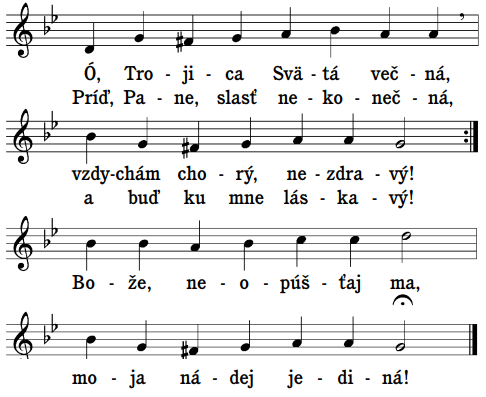 Ó, Tro - ji - ca Svä - tá več - ná,
Príď, Pa - ne, slasť ne - ko - neč - ná,
vzdy-chám cho - rý, ne - zdra - vý!
a buď ku mne lás - ka - vý!
Bo - že, ne - o - púš - ťaj ma,
mo - ja ná - dej je - di - ná!